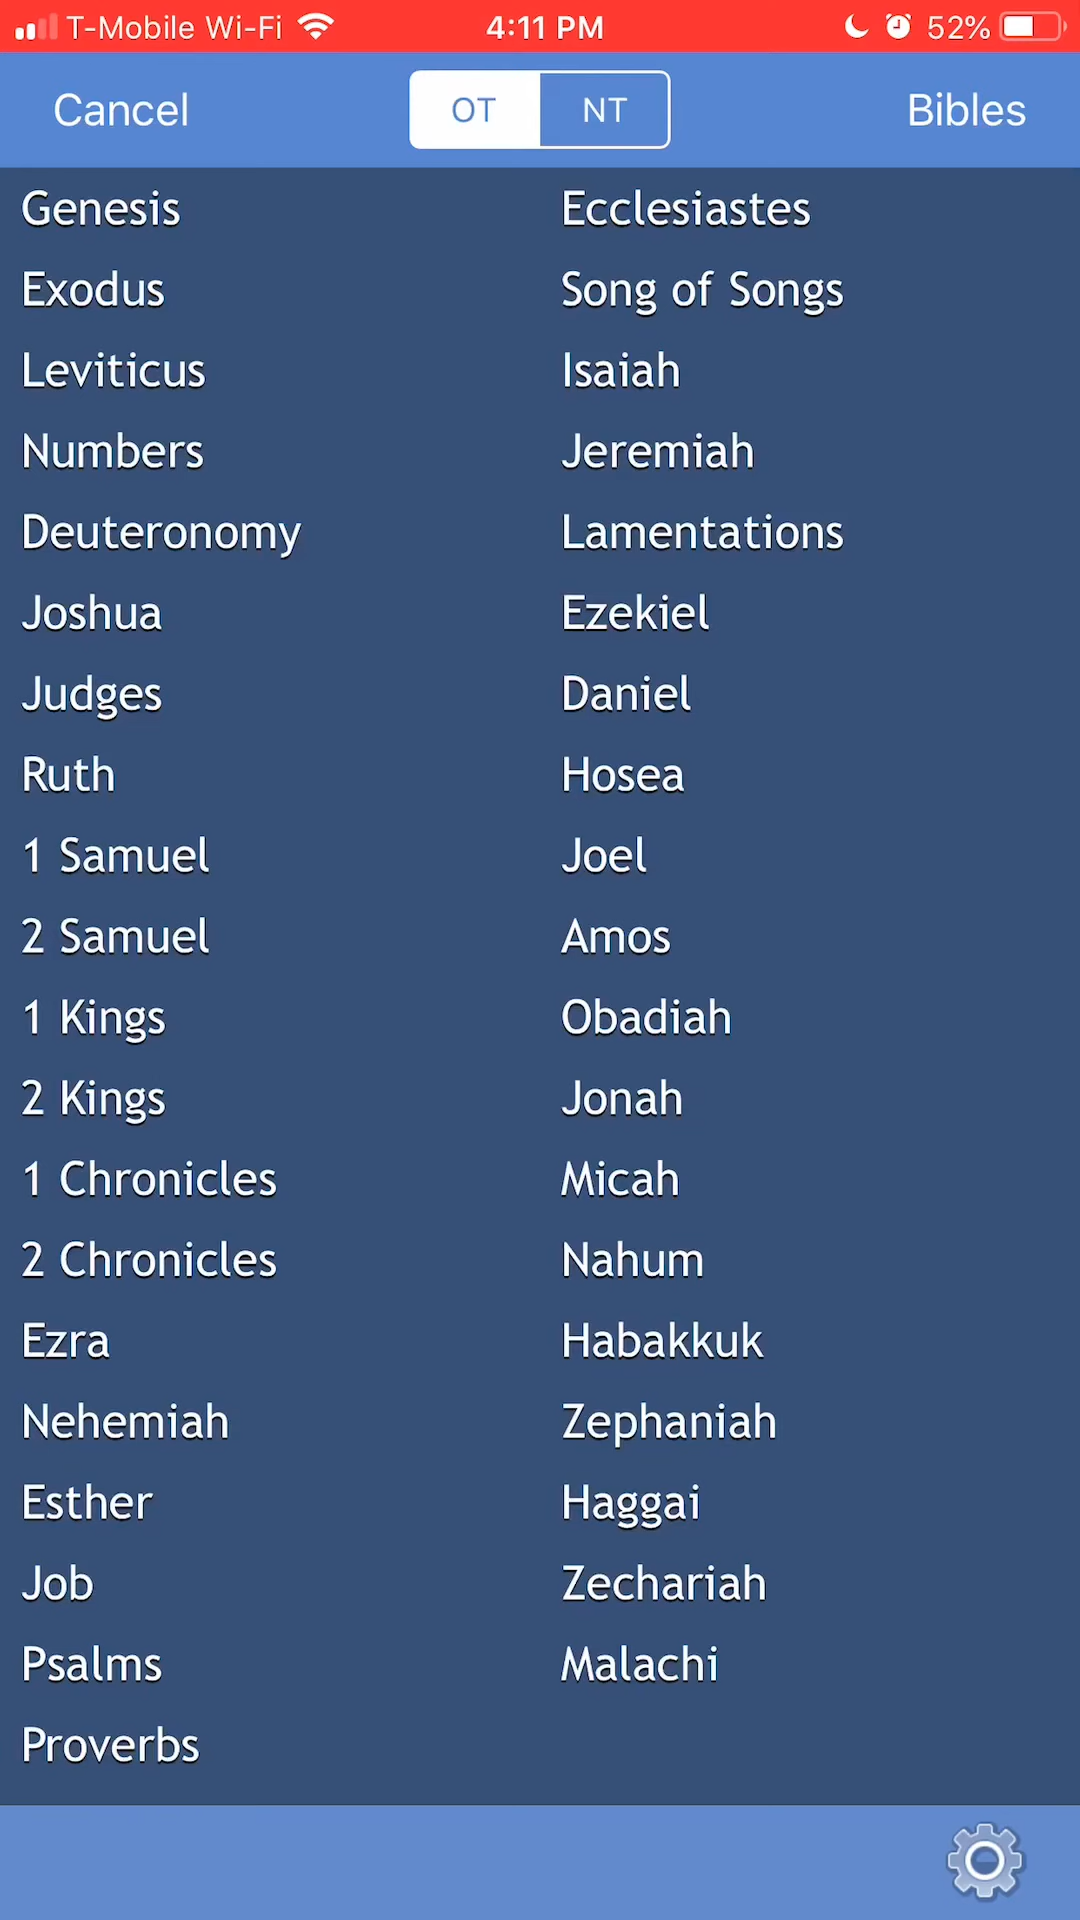 T-Mobile Wi-Fi 4:11 PM 52%
Cancel OT NT Bibles
Genesis
Exodus
Leviticus
Numbers
Deuteronomy
Joshua
Judges
Ruth
1 Samuel
2 Samuel
1 Kings
2 Kings
1 Chronicles
2 Chronicles
Ezra
Nehemiah
Esther
Job
Psalms
Proverbs
Ecclesiastes
Song of Songs
Isaiah
Jeremiah
Lamentations
Ezekiel
Daniel
Hosea
Joel
Amos
Obadiah
Jonah
Micah
Nahum
Habakkuk
Zephaniah
Haggai
Zechariah
Malachi